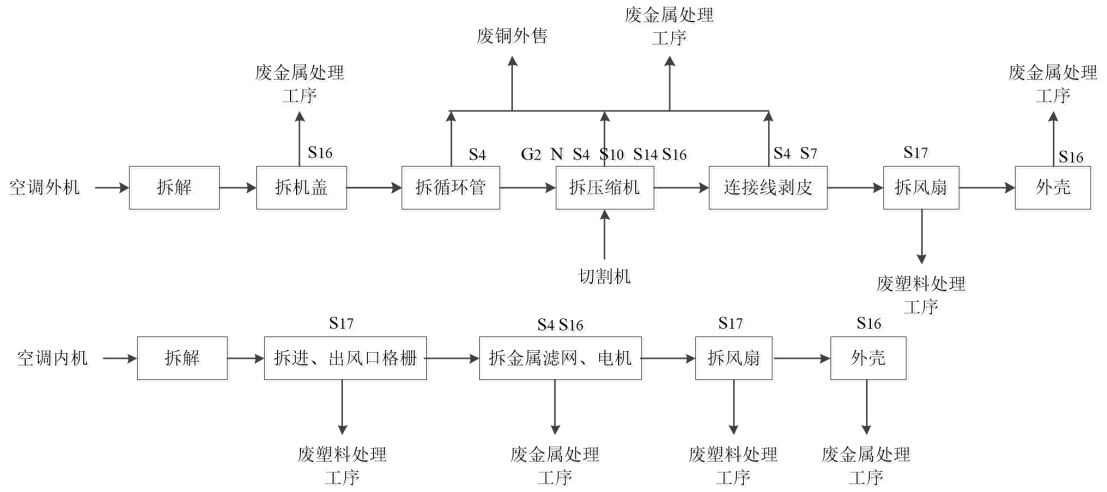 废铜外售
废金属处理
工序
废金属处理
工序
废金属处理
工序
S16
S4
G2 N S4 S10 S14 S16
S4 S7
S17
S16
空调外机
拆解
拆机盖
拆循环管
拆压缩机
连接线剥皮
拆风扇
外壳
切割机
废塑料处理
工序
S17
S4 S16
S17
S16
空调内机
拆解
拆进、出风口格栅
拆金属滤网、电机
拆风扇
外壳
废塑料处理
工序
废金属处理
工序
废塑料处理
工序
废金属处理
工序